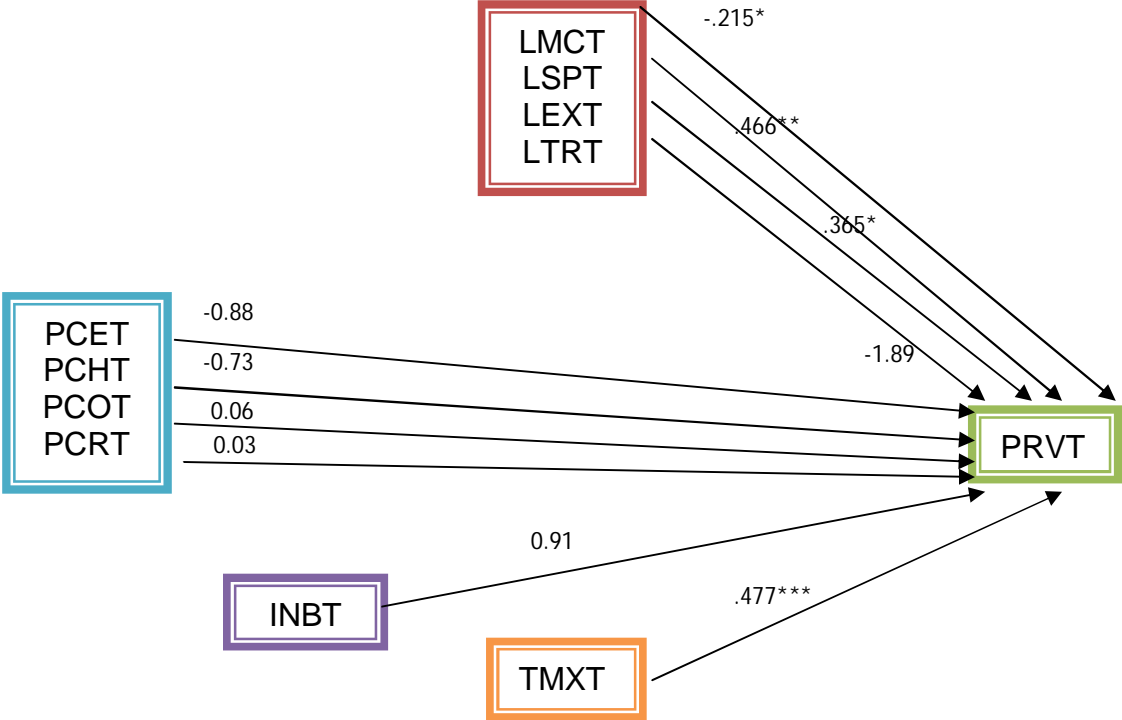 -.215*
LMCT
LSPT
LEXT
LTRT
.466**
.365*
-1.89
-0.88
PCET
PCHT
PCOT
PCRT
-0.73
0.06
0.03
PRVT
0.91
INBT
.477***
TMXT